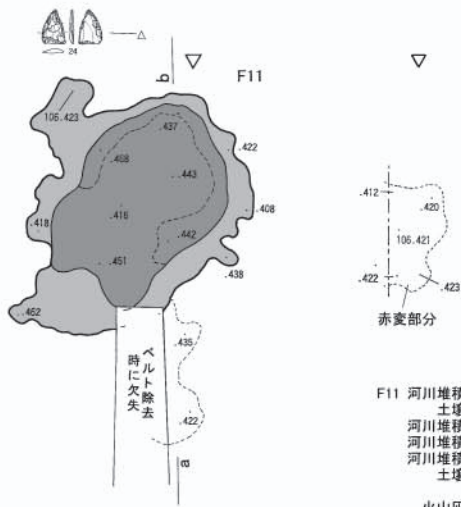 24
b
F11
106.423
.437
.422
.468
.443
.416
.408
.418
.442
.451
.438
.462
.435
.422
ベルト除去
時に欠失
a
.412
.420
106.421
.422
.423
赤変部分
F11 河川堆積
土壌
河川堆積
河川堆積
河川堆積
土壌